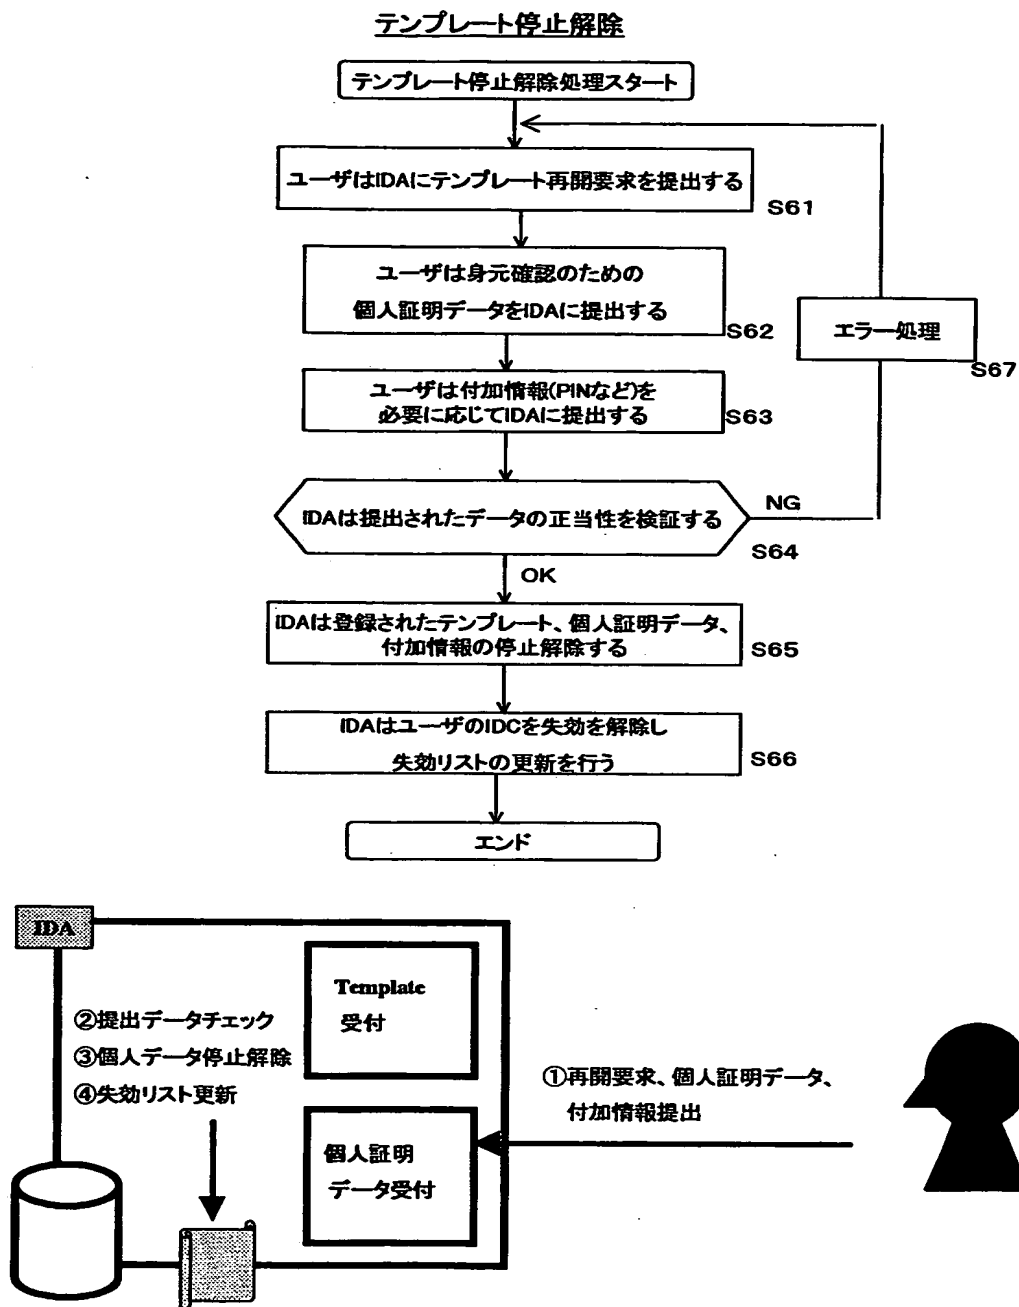 テンプレート停止解除
テンプレート停止解除処理スタート
ユーザはIDAにテンプレート再開要求を提出する
S61
ユーザは身元確認のための
個人証明データをIDAに提出する
S62
エラー処理
S67
ユーザは付加情報(PINなど)を
必要に応じてIDAに提出する
S63
IDAは提出されたデータの正当性を検証する
NG
S64
OK
IDAは登録されたテンプレート、個人証明データ、
付加情報の停止解除する
S65
IDAはユーザのIDCを失効を解除し
失効リストの更新を行う
S66
エンド
IDA
Template
受付
②提出データチェック
③個人データ停止解除
④失効リスト更新
①再開要求、個人証明データ、
付加情報提出
個人証明
データ受付